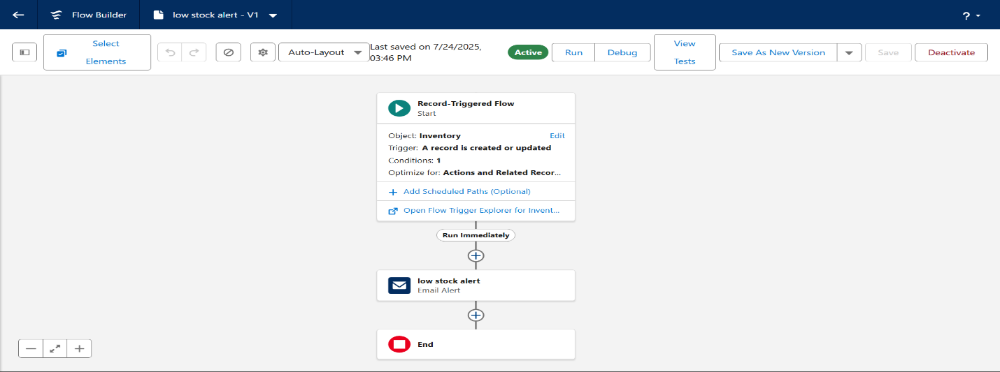 Flow Builder
low stock alert - V1
?
Select
Elements
Auto-Layout
Last saved on 7/24/2025,
03:46 PM
Active
Run
Debug
View
Tests
Save As New Version
Save
Deactivate
Record-Triggered Flow
Start
Object: Inventory
Edit
Trigger: A record is created or updated
Conditions: 1
Optimize for: Actions and Related Recor...
Add Scheduled Paths (Optional)
Open Flow Trigger Explorer for Invent...
Run Immediately
low stock alert
Email Alert
End